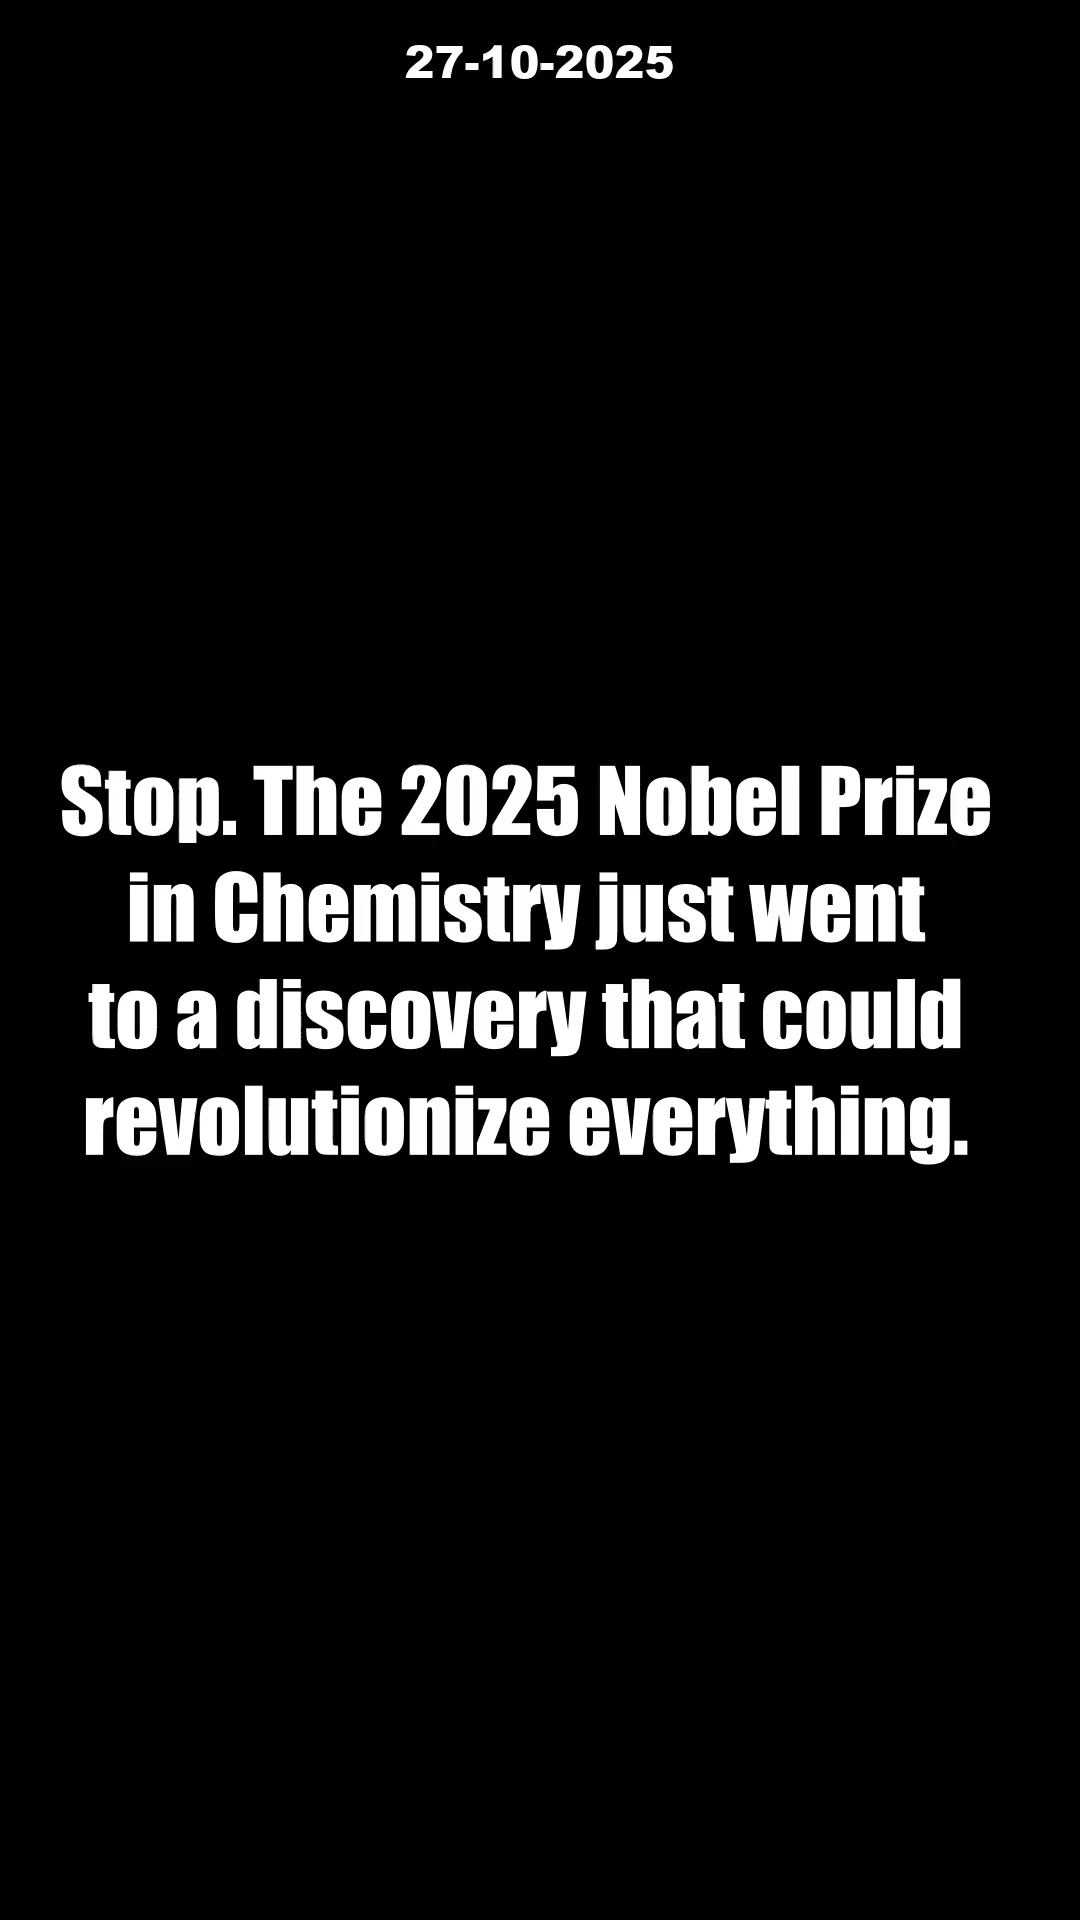 27-10-2025
Stop. The 2025 Nobel Prize
in Chemistry just went
to a discovery that could
revolutionize everything.